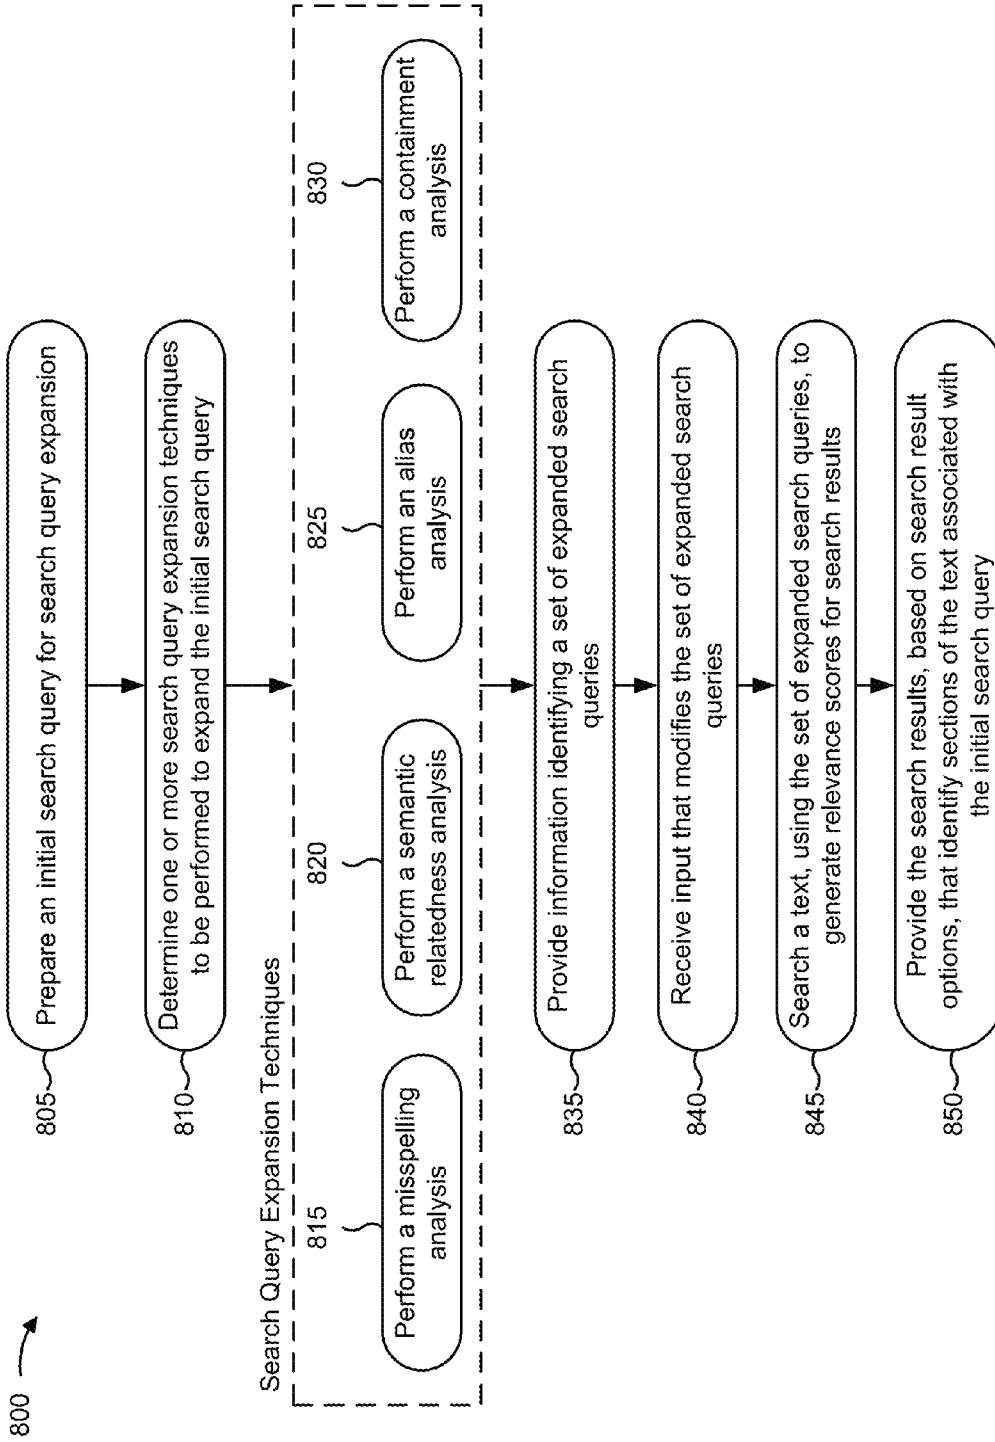 800
805
Prepare an initial search query for search query expansion
810
Determine one or more search query expansion techniques
to be performed to expand the initial search query
Search Query Expansion Techniques
815
Perform a misspelling
analysis
820
Perform a semantic
relatedness analysis
825
Perform an alias
analysis
830
Perform a containment
analysis
835
Provide information identifying a set of expanded search
queries
840
Receive input that modifies the set of expanded search
queries
845
Search a text, using the set of expanded search queries, to
generate relevance scores for search results
850
Provide the search results, based on search result
options, that identify sections of the text associated with
the initial search query